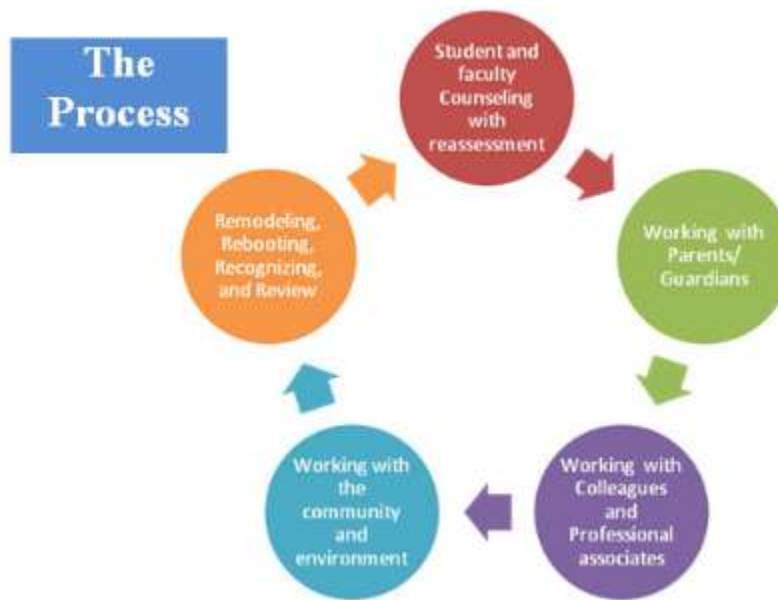 The
Process
Student and
faculty
Counseling
with
reassessment
Working with
Parents/
Guardians
Working with
Colleagues
and
Professional
associates
Working with
the
community
and
environment
Remodeling,
Rebooting,
Recognizing,
and Review